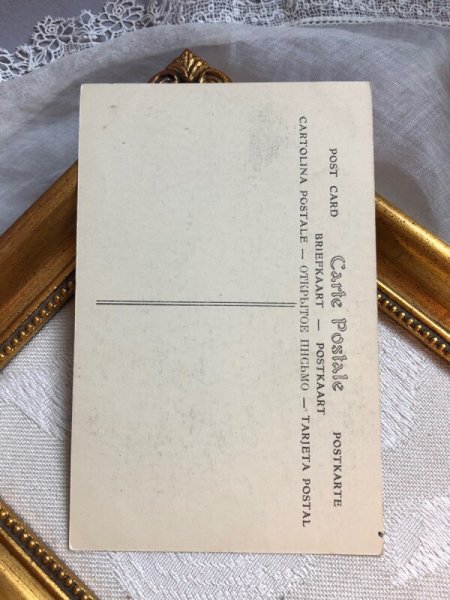 POST CARD Carte Postale POSTKARTE
BRIEFKAART — POSTKAART
CARTOLINA POSTALE — ОТКРЫТОЕ ПИСЬМО — TARJETA POSTAL